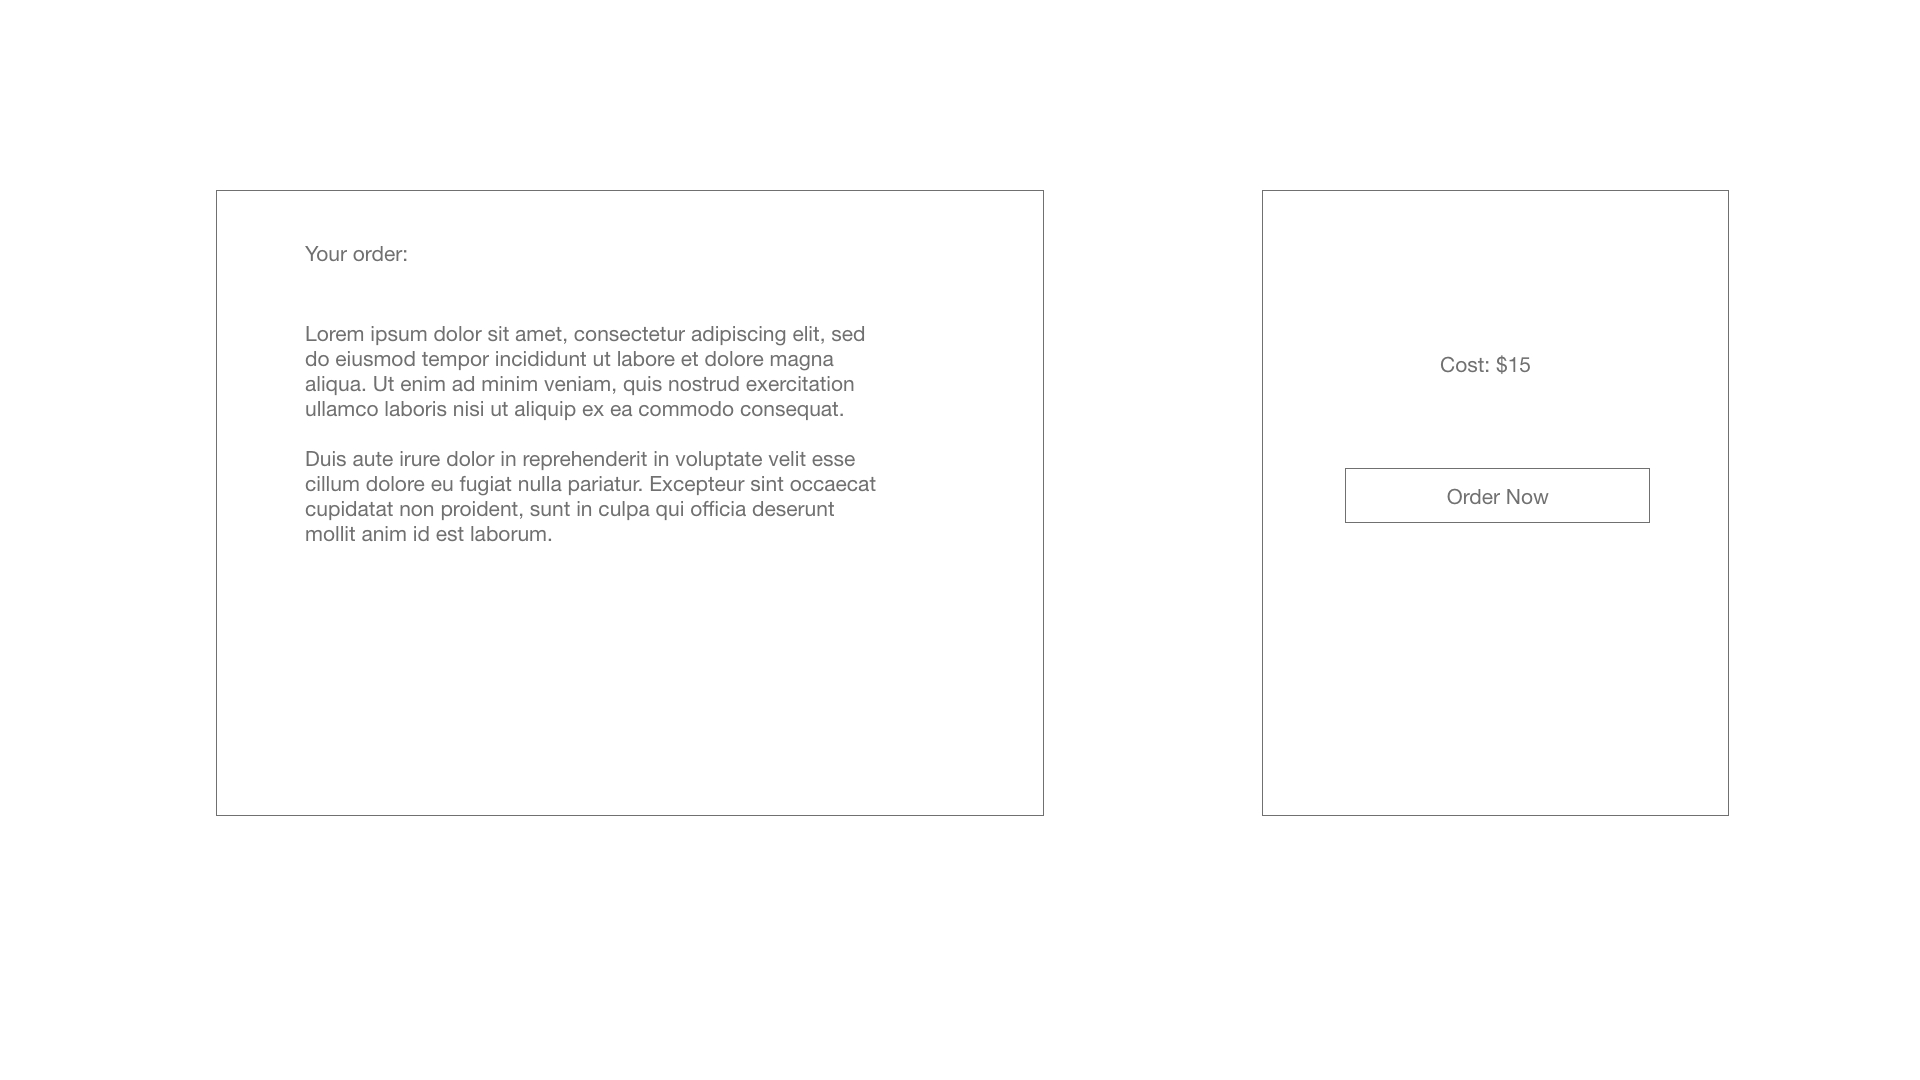 Your order:
Lorem ipsum dolor sit amet, consectetur adipiscing elit, sed
do eiusmod tempor incididunt ut labore et dolore magna
aliqua. Ut enim ad minim veniam, quis nostrud exercitation
ullamco laboris nisi ut aliquip ex ea commodo consequat.
Duis aute irure dolor in reprehenderit in voluptate velit esse
cillum dolore eu fugiat nulla pariatur. Excepteur sint occaecat
cupidatat non proident, sunt in culpa qui officia deserunt
mollit anim id est laborum.
Cost: $15
Order Now